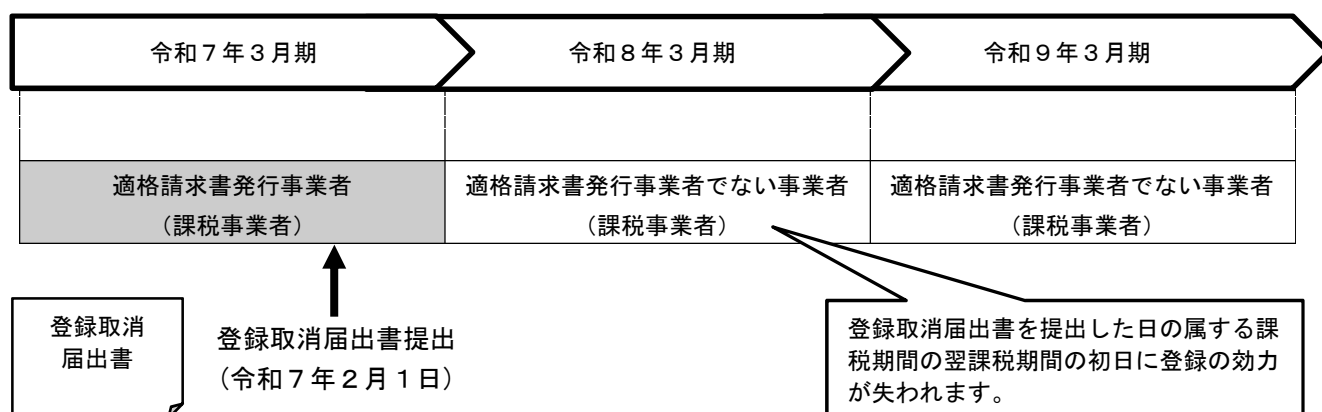 令和７年３月期
令和８年３月期
令和９年３月期
適格請求書発行事業者
（課税事業者）
適格請求書発行事業者でない事業者
（課税事業者）
適格請求書発行事業者でない事業者
（課税事業者）
登録取消
届出書
登録取消届出書提出
（令和７年２月１日）
登録取消届出書を提出した日の属する課
税期間の翌課税期間の初日に登録の効力
が失われます。